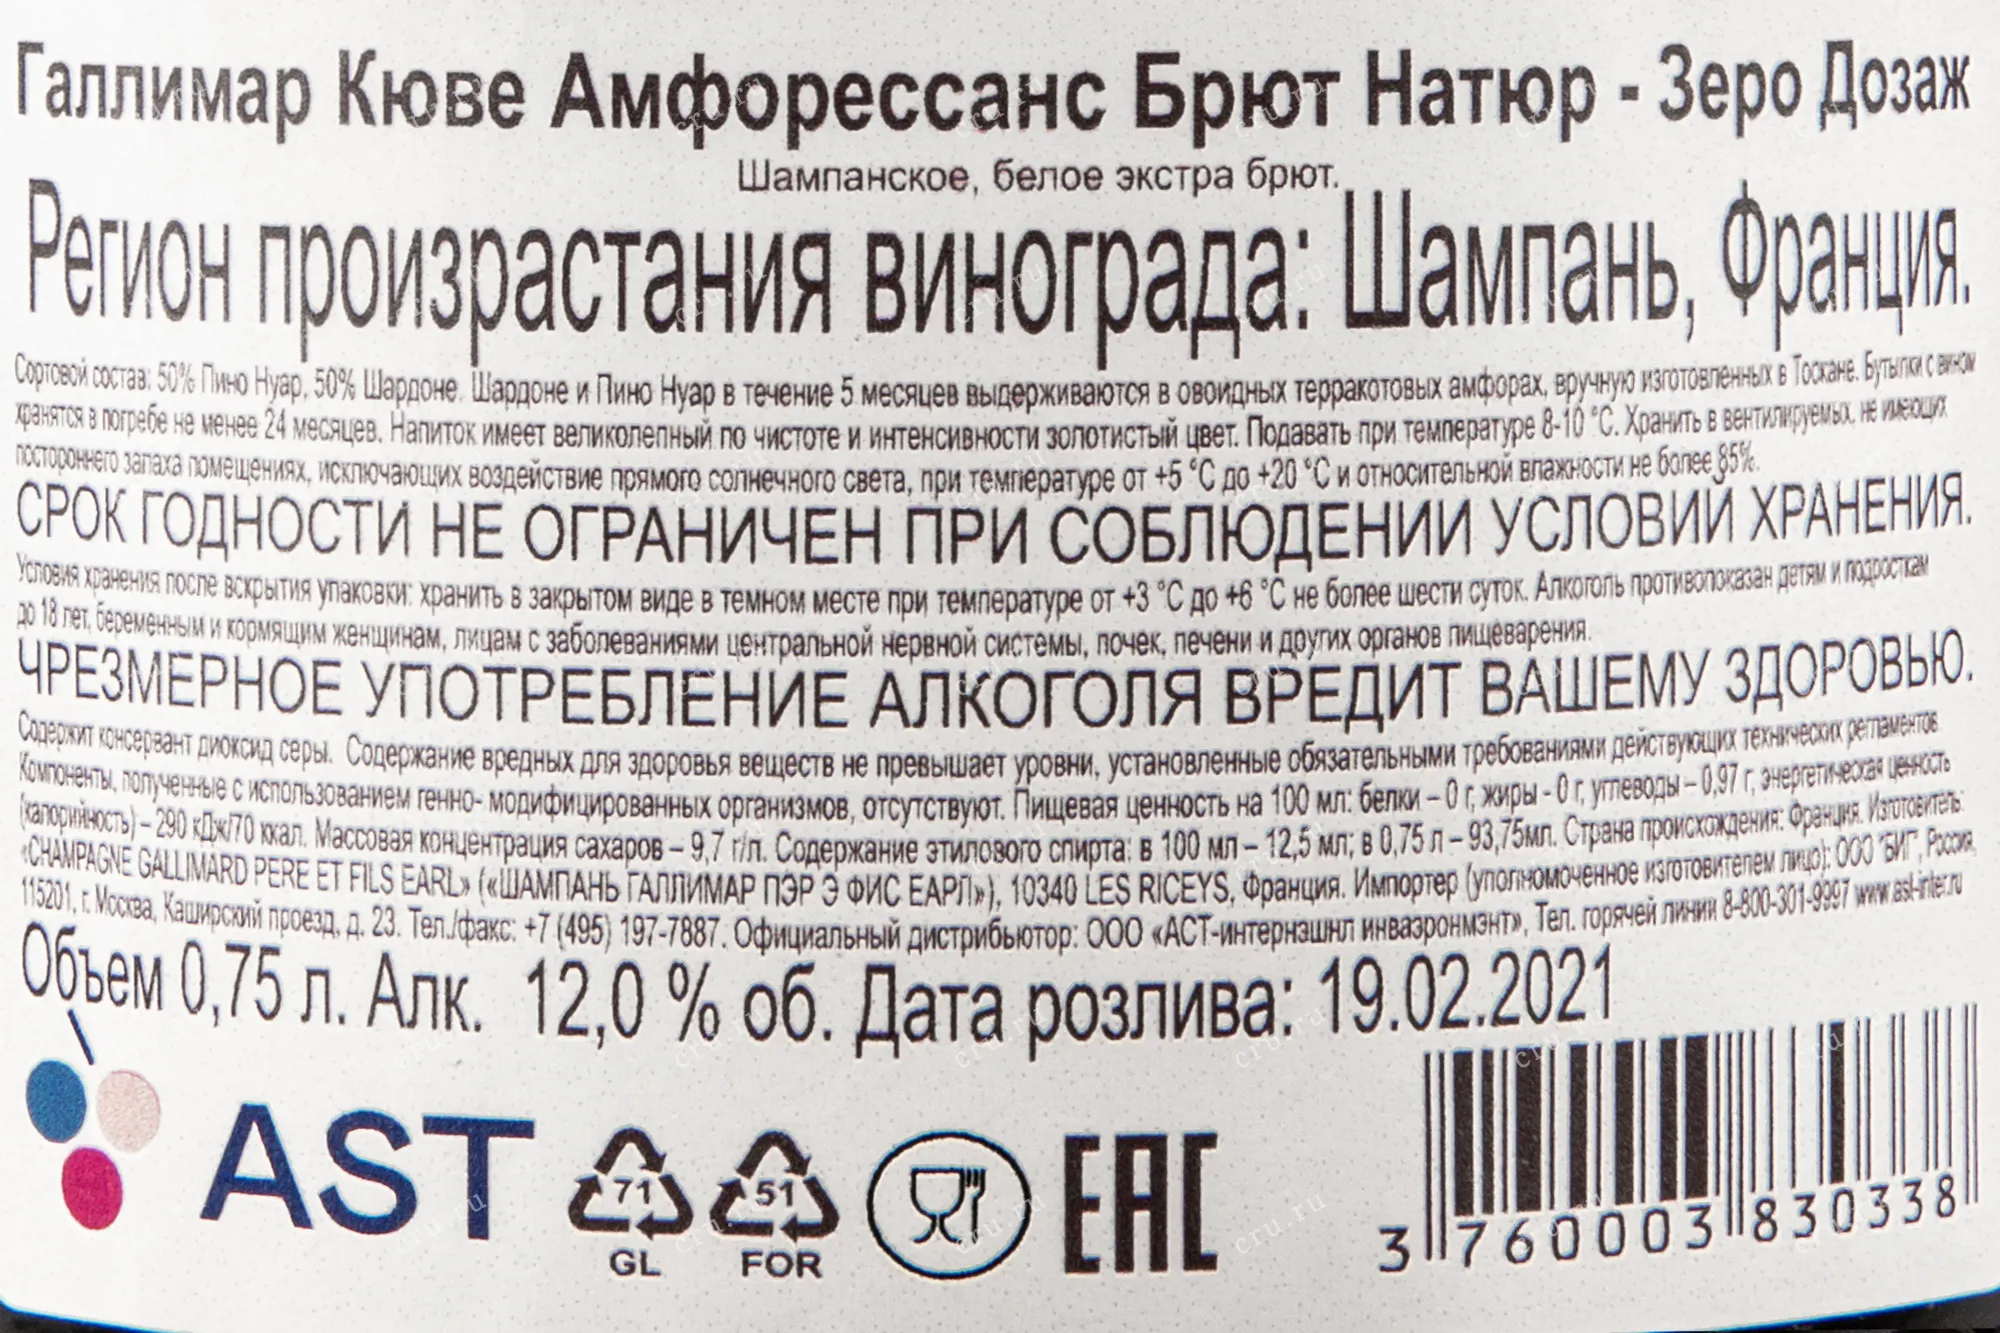 Галлимар Кюве Амфорессанс Брют Натюр - Зеро Дозаж
Шампанское, белое экстра брют.
Регион произрастания винограда: Шампань, Франция.
Сортовой состав: 50% Пино Нуар, 50% Шардоне. Шардоне и Пино Нуар в течение 5 месяцев выдерживаются в овоидных терракотовых амфорах, вручную изготовленных в Тоскане. Бутылки с вином
хранятся в погребе не менее 24 месяцев. Напиток имеет великолепный по чистоте и интенсивности золотистый цвет. Подавать при температуре 8-10 °С. Хранить в вентилируемых, не имеющих
постороннего запаха помещениях, исключающих воздействие прямого солнечного света, при температуре от +5 °С до +20 °С и относительной влажности не более 85%.
СРОК ГОДНОСТИ НЕ ОГРАНИЧЕН ПРИ СОБЛЮДЕНИИ УСЛОВИЙ ХРАНЕНИЯ.
Условия хранения после вскрытия упаковки: хранить в закрытом виде в темном месте при температуре от +3 °С до +6 °С не более шести суток. Алкоголь противопоказан детям и подросткам
до 18 лет, беременным и кормящим женщинам, лицам с заболеваниями центральной нервной системы, почек, печени и других органов пищеварения.
ЧРЕЗМЕРНОЕ УПОТРЕБЛЕНИЕ АЛКОГОЛЯ ВРЕДИТ ВАШЕМУ ЗДОРОВЬЮ.
Содержит консервант диоксид серы. Содержание вредных для здоровья веществ не превышает уровни, установленные обязательными требованиями действующих технических регламентов.
Компоненты, полученные с использованием генно- модифицированных организмов, отсутствуют. Пищевая ценность на 100 мл: белки – 0 г, жиры - 0 г, углеводы – 0,97 г, энергетическая ценность
(калорийность) – 290 кДж/70 ккал. Массовая концентрация сахаров – 9,7 г/л. Содержание этилового спирта: в 100 мл – 12,5 мл; в 0,75 л – 93,75мл. Страна происхождения: Франция. Изготовитель:
«CHAMPAGNE GALLIMARD PERE ET FILS EARL» («ШАМПАНЬ ГАЛЛИМАР ПЭР Э ФИС ЕАРЛ»), 10340 LES RICEYS, Франция. Импортер (уполномоченное изготовителем лицо): ООО "БИГ", Россия,
115201, г. Москва, Каширский проезд, д. 23. Тел./факс: +7 (495) 197-7887. Официальный дистрибьютор: ООО «АСТ-интернэшнл инваэронмэнт», Тел. горячей линии 8-800-301-9997 www.ast-inter.ru
Объем 0,75 л. Алк. 12,0 % об. Дата розлива: 19.02.2021
AST
71
GL
51
FOR
EAC
3 760003 830338